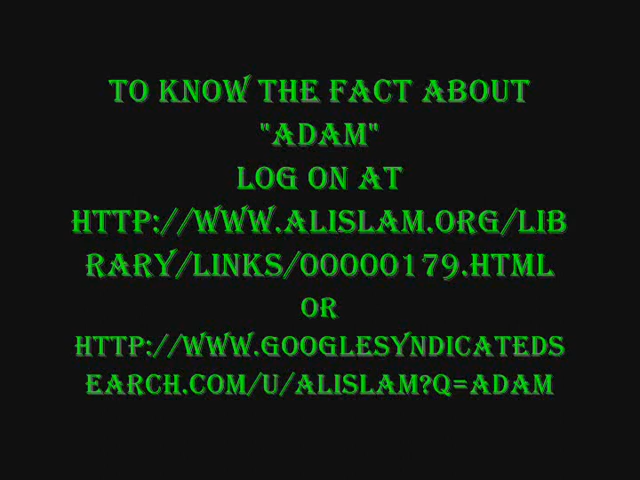 TO KNOW THE FACT ABOUT
"ADAM"
LOG ON AT
HTTP://WWW.ALISLAM.ORG/LIB
RARY/LINKS/00000179.HTML
OR
HTTP://WWW.GOOGLESYNDICATEDS
EARCH.COM/U/ALISLAM?Q=ADAM